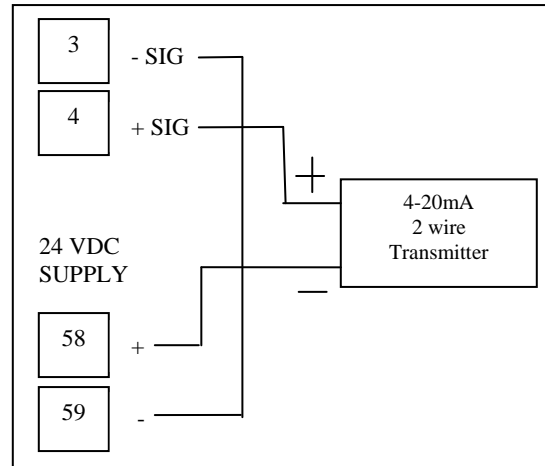 3
- SIG
4
+ SIG
+
4-20mA
2 wire
Transmitter
24 VDC
SUPPLY
—
58
+
59
-